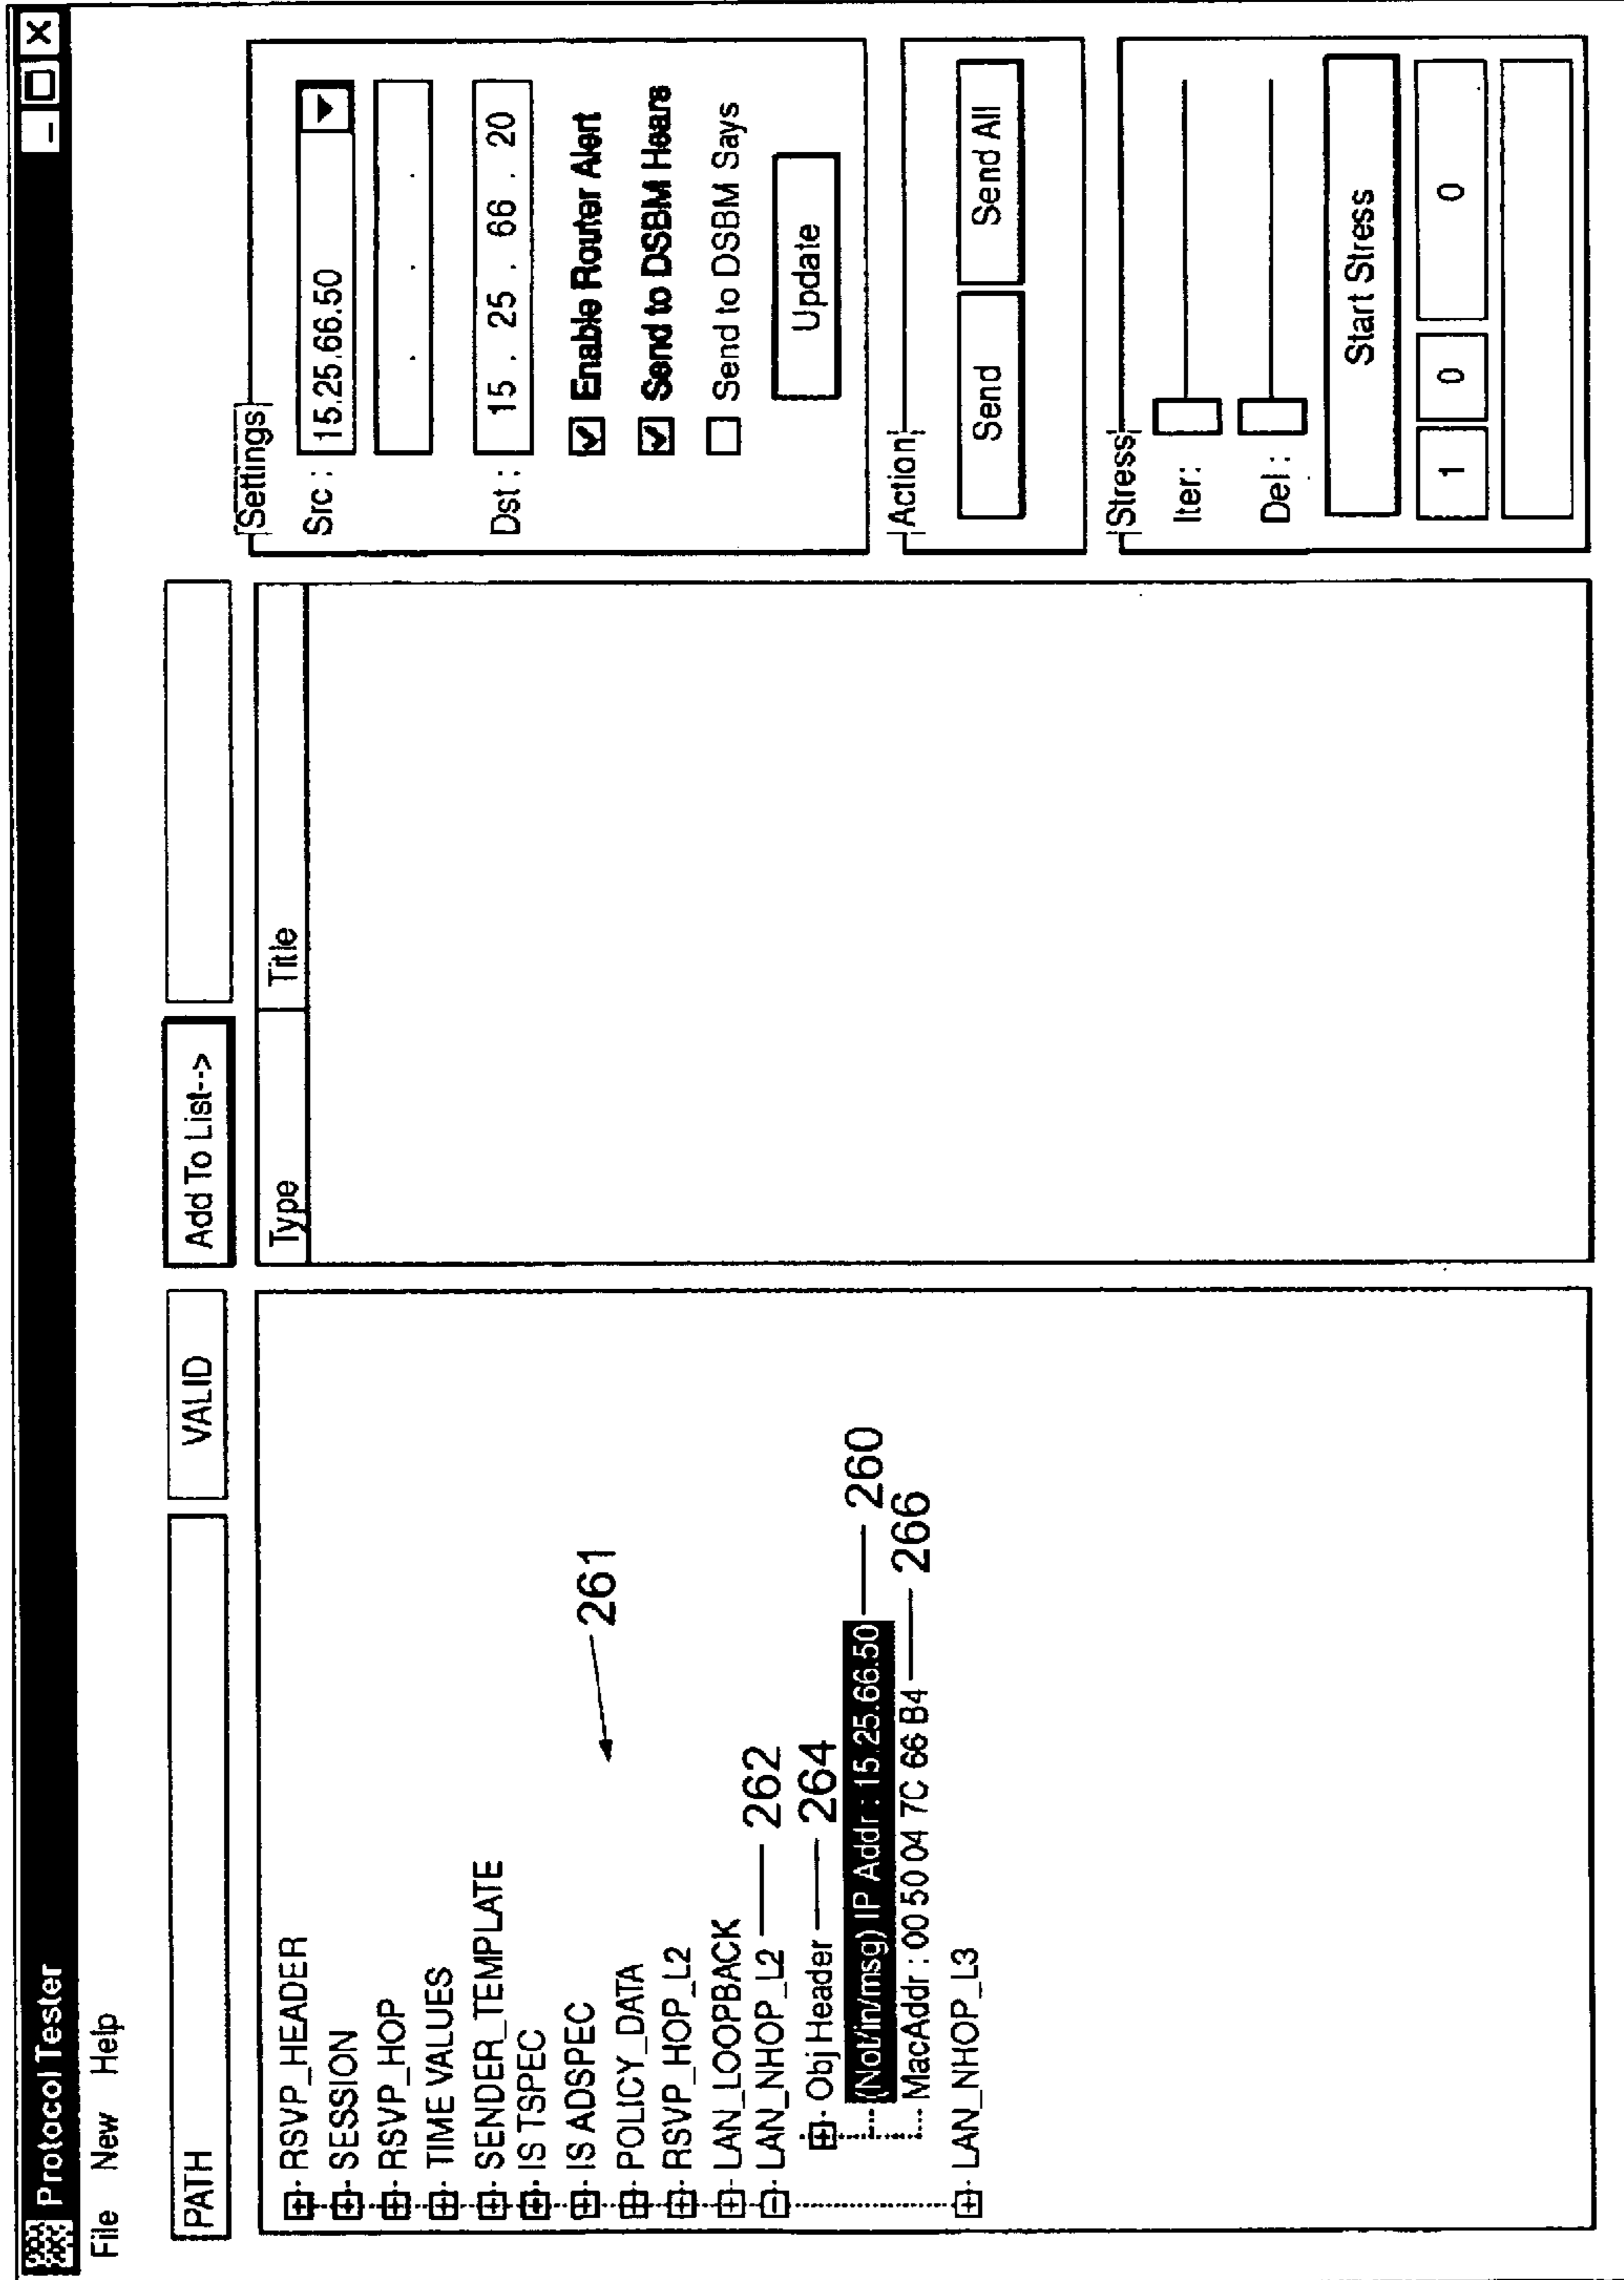 Protocol Tester
File New Help
PATH
VALID
Add To List-->
RSVP_HEADER
SESSION
RSVP_HOP
TIME VALUES
SENDER_TEMPLATE
IS TSPEC
IS ADSPEC
POLICY_DATA
RSVP_HOP_L2
LAN_LOOPBACK
LAN_NHOP_L2 262
Obj Header 264
(Not/in/msg) IP Addr : 15.25.66.50 260
MacAddr : 00 50 04 7C 66 B4 266
LAN_NHOP_L3
261
Type Title
Settings
Src : 15.25.66.50
. . .
Dst : 15 . 25 . 66 . 20
Enable Router Alert
Send to DSBM Hears
Send to DSBM Says
Update
Action
Send Send All
Stress
Iter:
Del :
Start Stress
1 0 0